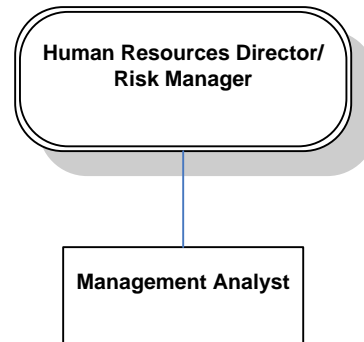 Human Resources Director/
Risk Manager
Management Analyst